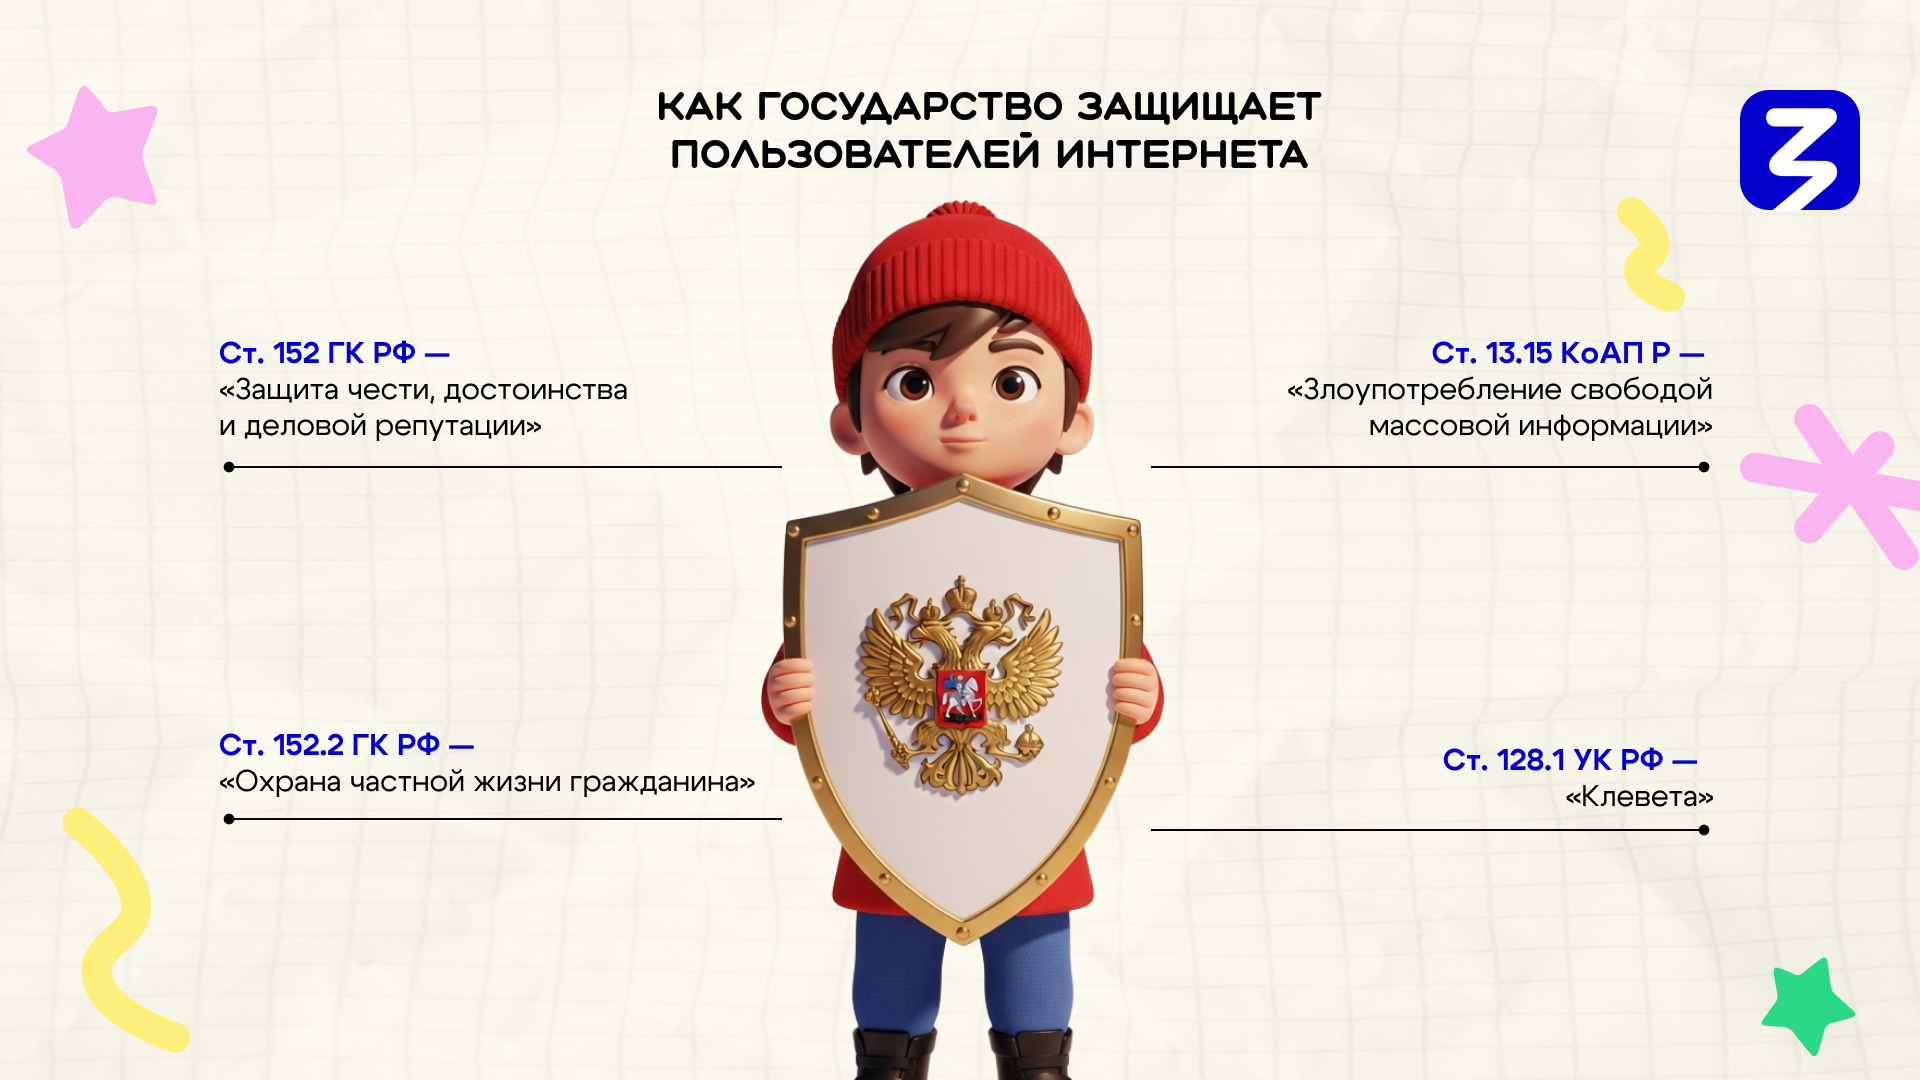 КАК ГОСУДАРСТВО ЗАЩИЩАЕТ
ПОЛЬЗОВАТЕЛЕЙ ИНТЕРНЕТА
Ст. 152 ГК РФ —
«Защита чести, достоинства
и деловой репутации»
Ст. 13.15 КоАП Р —
«Злоупотребление свободой
массовой информации»
Ст. 152.2 ГК РФ —
«Охрана частной жизни гражданина»
Ст. 128.1 УК РФ —
«Клевета»